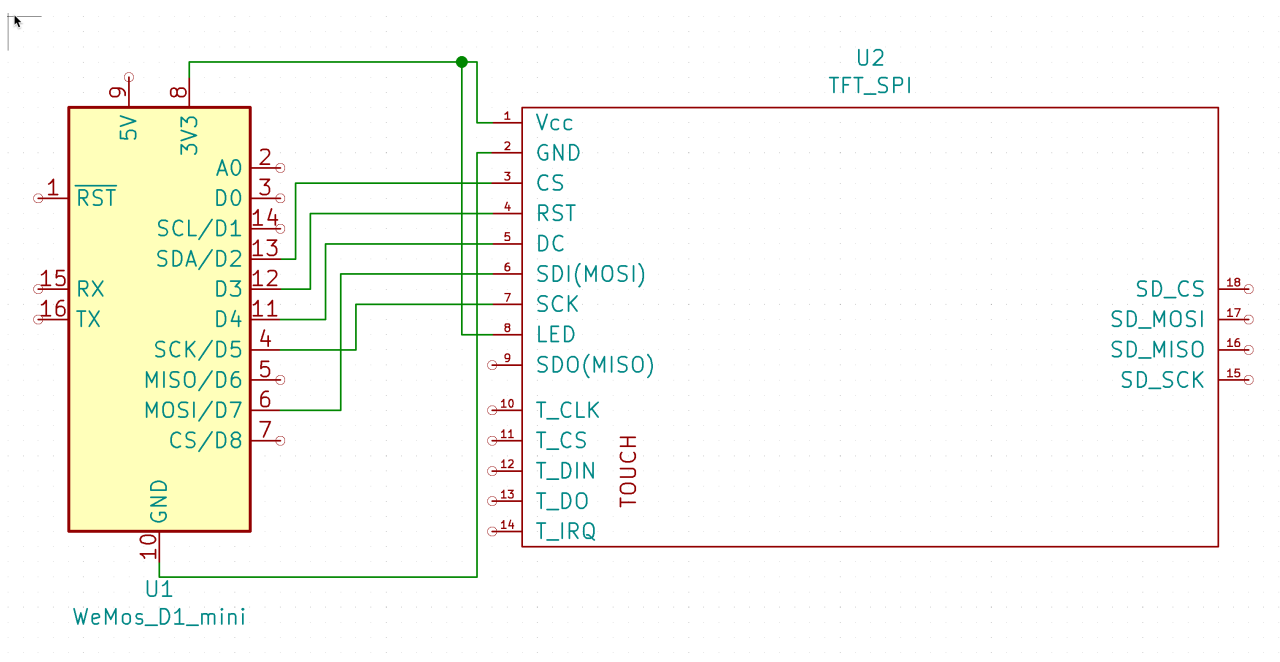 U2
TFT_SPI
9
8
5V
3V3
A0 2
D0 3
1 RST
SCL/D1 14
SDA/D2 13
15 RX
D3 12
16 TX
D4 11
SCK/D5 4
MISO/D6 5
MOSI/D7 6
CS/D8 7
GND
10
U1
WeMos_D1_mini
1 Vcc
2 GND
3 CS
4 RST
5 DC
6 SDI(MOSI)
7 SCK
8 LED
9 SDO(MISO)
10 T_CLK
11 T_CS
12 T_DIN
13 T_DO
14 T_IRQ
TOUCH
SD_CS 18
SD_MOSI 17
SD_MISO 16
SD_SCK 15